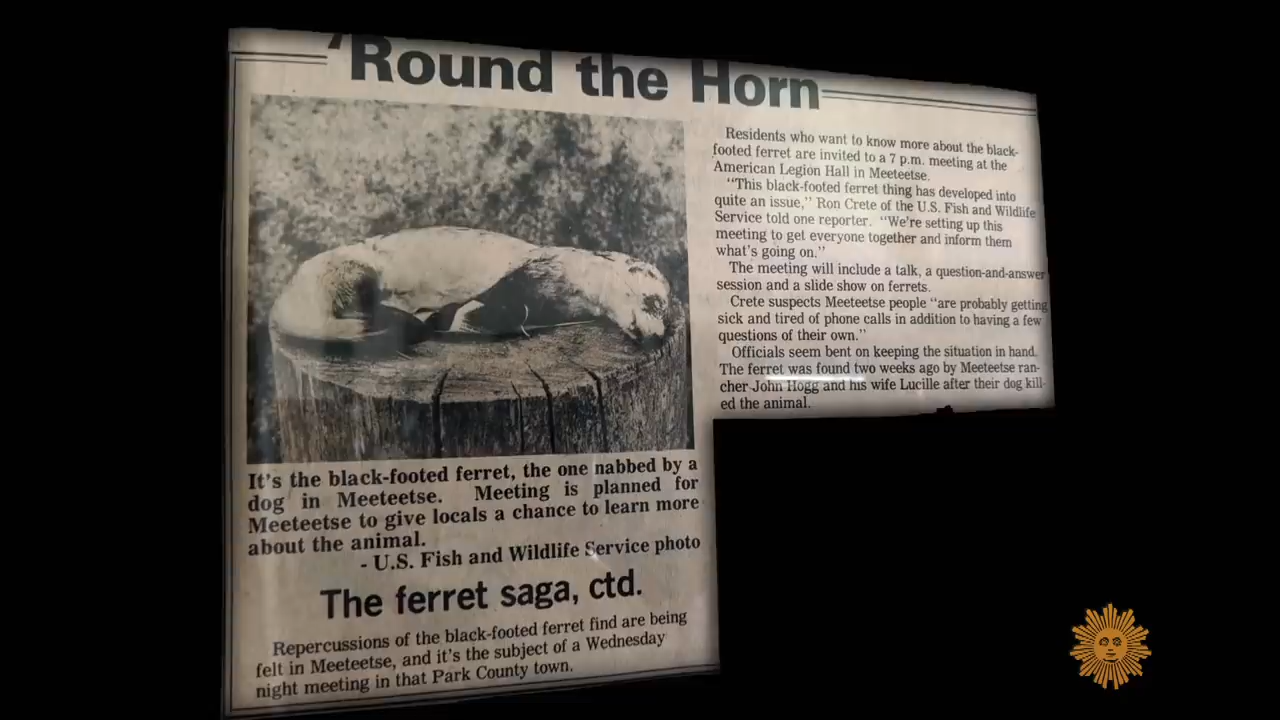 'Round the Horn
It's the black-footed ferret, the one nabbed by a
dog in Meeteetse. Meeting is planned for
Meeteetse to give locals a chance to learn more
about the animal.
- U.S. Fish and Wildlife Service photo
The ferret saga, ctd.
Repercussions of the black-footed ferret find are being
felt in Meeteetse, and it's the subject of a Wednesday
night meeting in that Park County town.
Residents who want to know more about the black-
footed ferret are invited to a 7 p.m. meeting at the
American Legion Hall in Meeteetse.
"This black-footed ferret thing has developed into
quite an issue," Ron Crete of the U.S. Fish and Wildlife
Service told one reporter. "We're setting up this
meeting to get everyone together and inform them
what's going on."
The meeting will include a talk, a question-and-answer
session and a slide show on ferrets.
Crete suspects Meeteetse people "are probably getting
sick and tired of phone calls in addition to having a few
questions of their own."
Officials seem bent on keeping the situation in hand.
The ferret was found two weeks ago by Meeteetse ran-
cher John Hogg and his wife Lucille after their dog kill-
ed the animal.